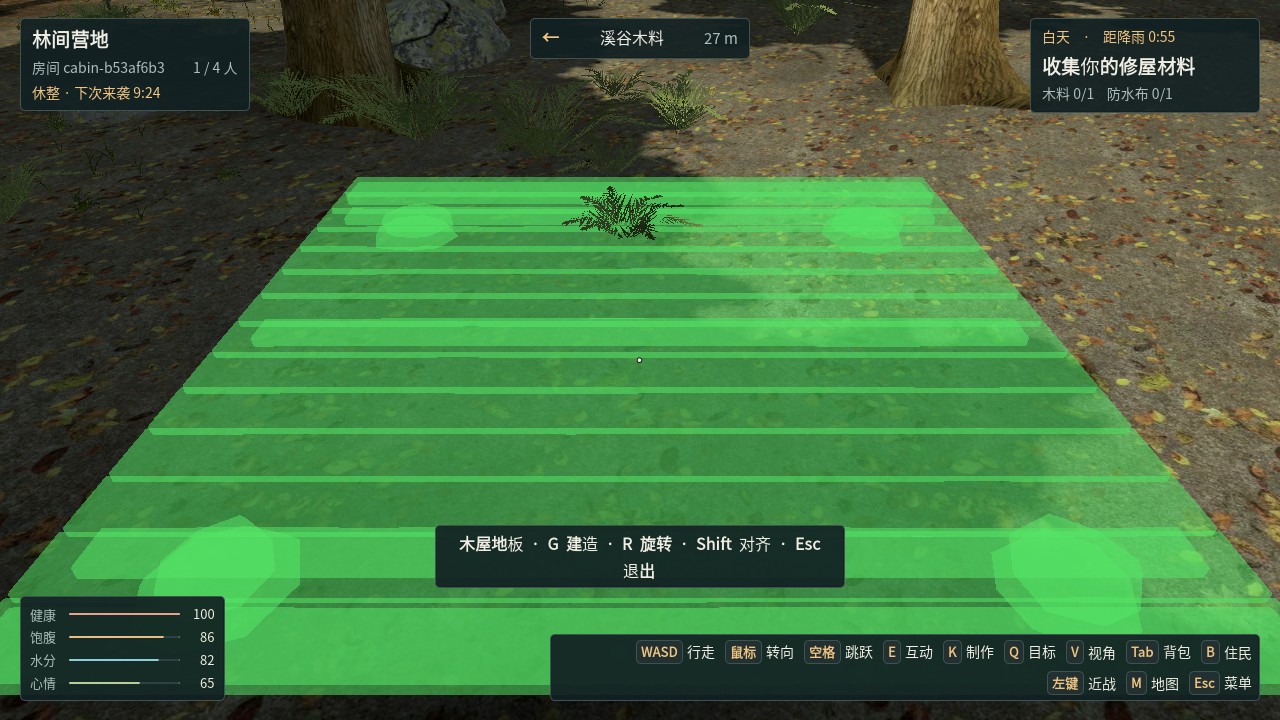 林间营地
房间 cabin-b53af6b3 1 / 4 人
休整 · 下次来袭 9:24
← 溪谷木料 27 m
白天 · 距降雨 0:55
收集你的修屋材料
木料 0/1 防水布 0/1
木屋地板 · G 建造 · R 旋转 · Shift 对齐 · Esc
退出
健康 100
饱腹 86
水分 82
心情 65
WASD 行走 鼠标 转向 空格 跳跃 E 互动 K 制作 Q 目标 V 视角 Tab 背包 B 住民
左键 近战 M 地图 Esc 菜单